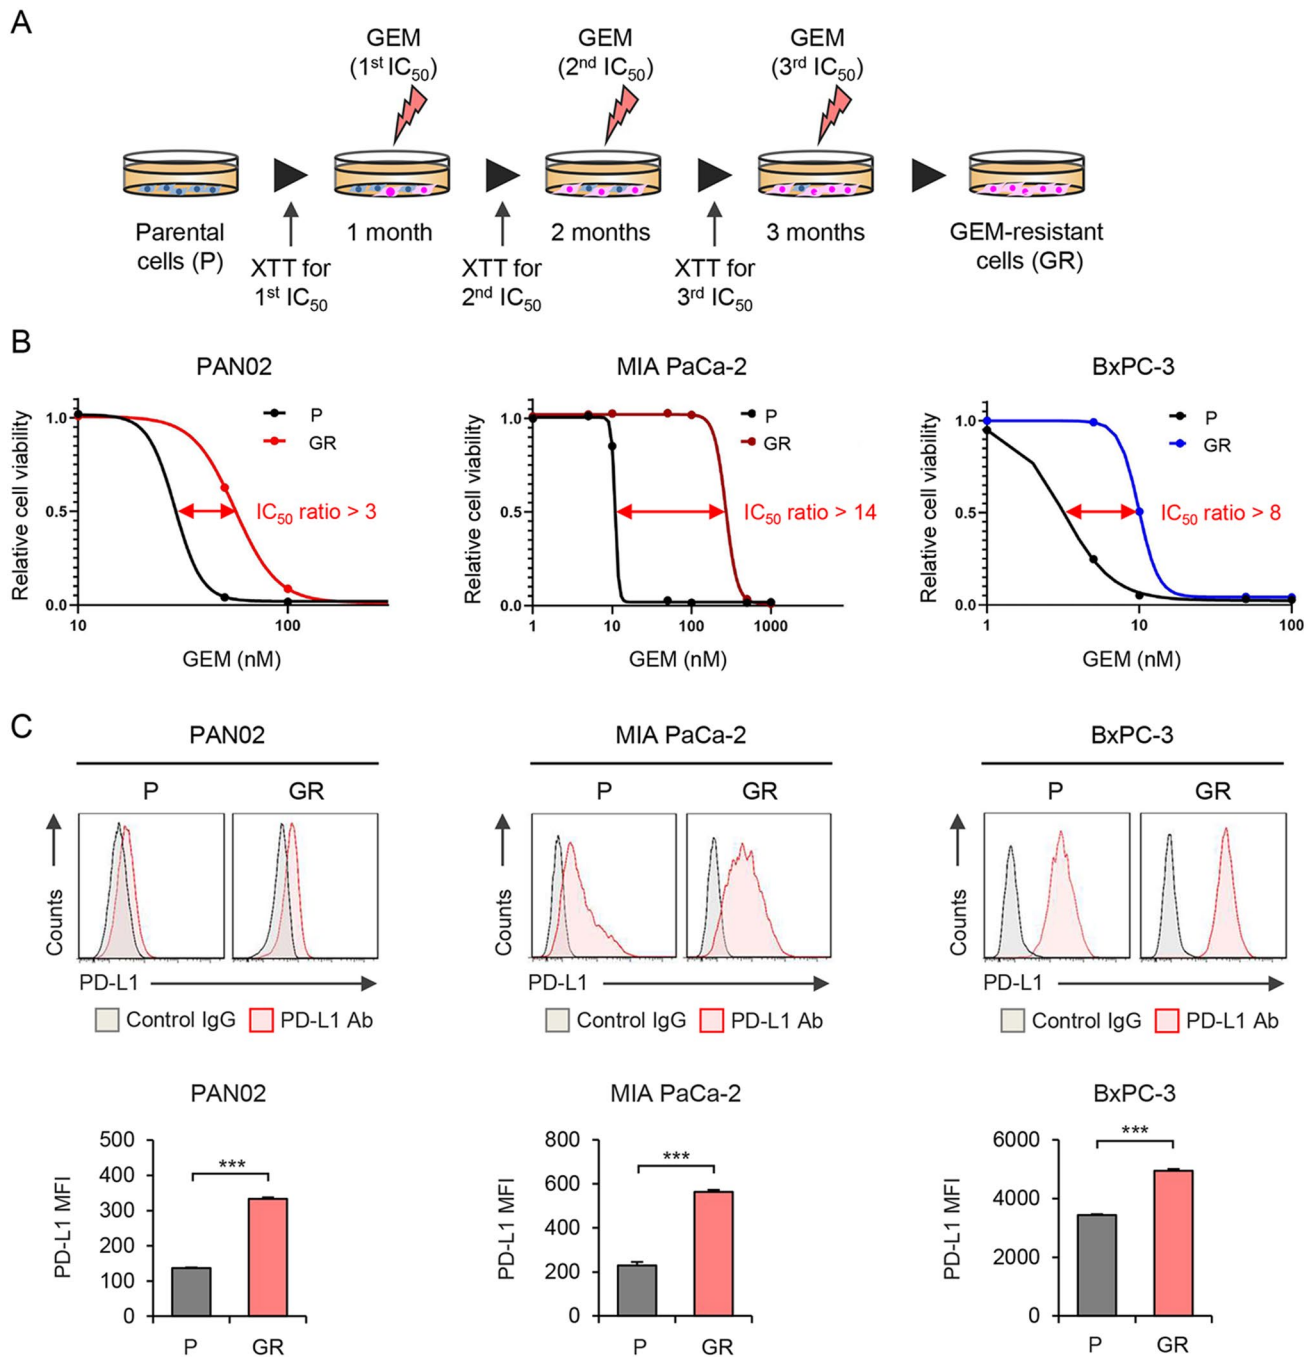 A
GEM
(1st IC50)
GEM
(2nd IC50)
GEM
(3rd IC50)
Parental
cells (P)
1 month
2 months
3 months
GEM-resistant
cells (GR)
XTT for
1st IC50
XTT for
2nd IC50
XTT for
3rd IC50
B
PAN02
Relative cell viability
1.0
0.5
0.0
10
100
GEM (nM)
P
GR
IC50 ratio > 3
MIA PaCa-2
Relative cell viability
1.0
0.5
0.0
1
10
100
1000
GEM (nM)
P
GR
IC50 ratio > 14
BxPC-3
Relative cell viability
1.0
0.5
0.0
1
10
100
GEM (nM)
P
GR
IC50 ratio > 8
C
PAN02
P
GR
Counts
PD-L1
Control IgG
PD-L1 Ab
MIA PaCa-2
P
GR
Counts
PD-L1
Control IgG
PD-L1 Ab
BxPC-3
P
GR
Counts
PD-L1
Control IgG
PD-L1 Ab
PAN02
PD-L1 MFI
500
400
300
200
100
0
***
P
GR
MIA PaCa-2
PD-L1 MFI
800
600
400
200
0
***
P
GR
BxPC-3
PD-L1 MFI
6000
4000
2000
0
***
P
GR